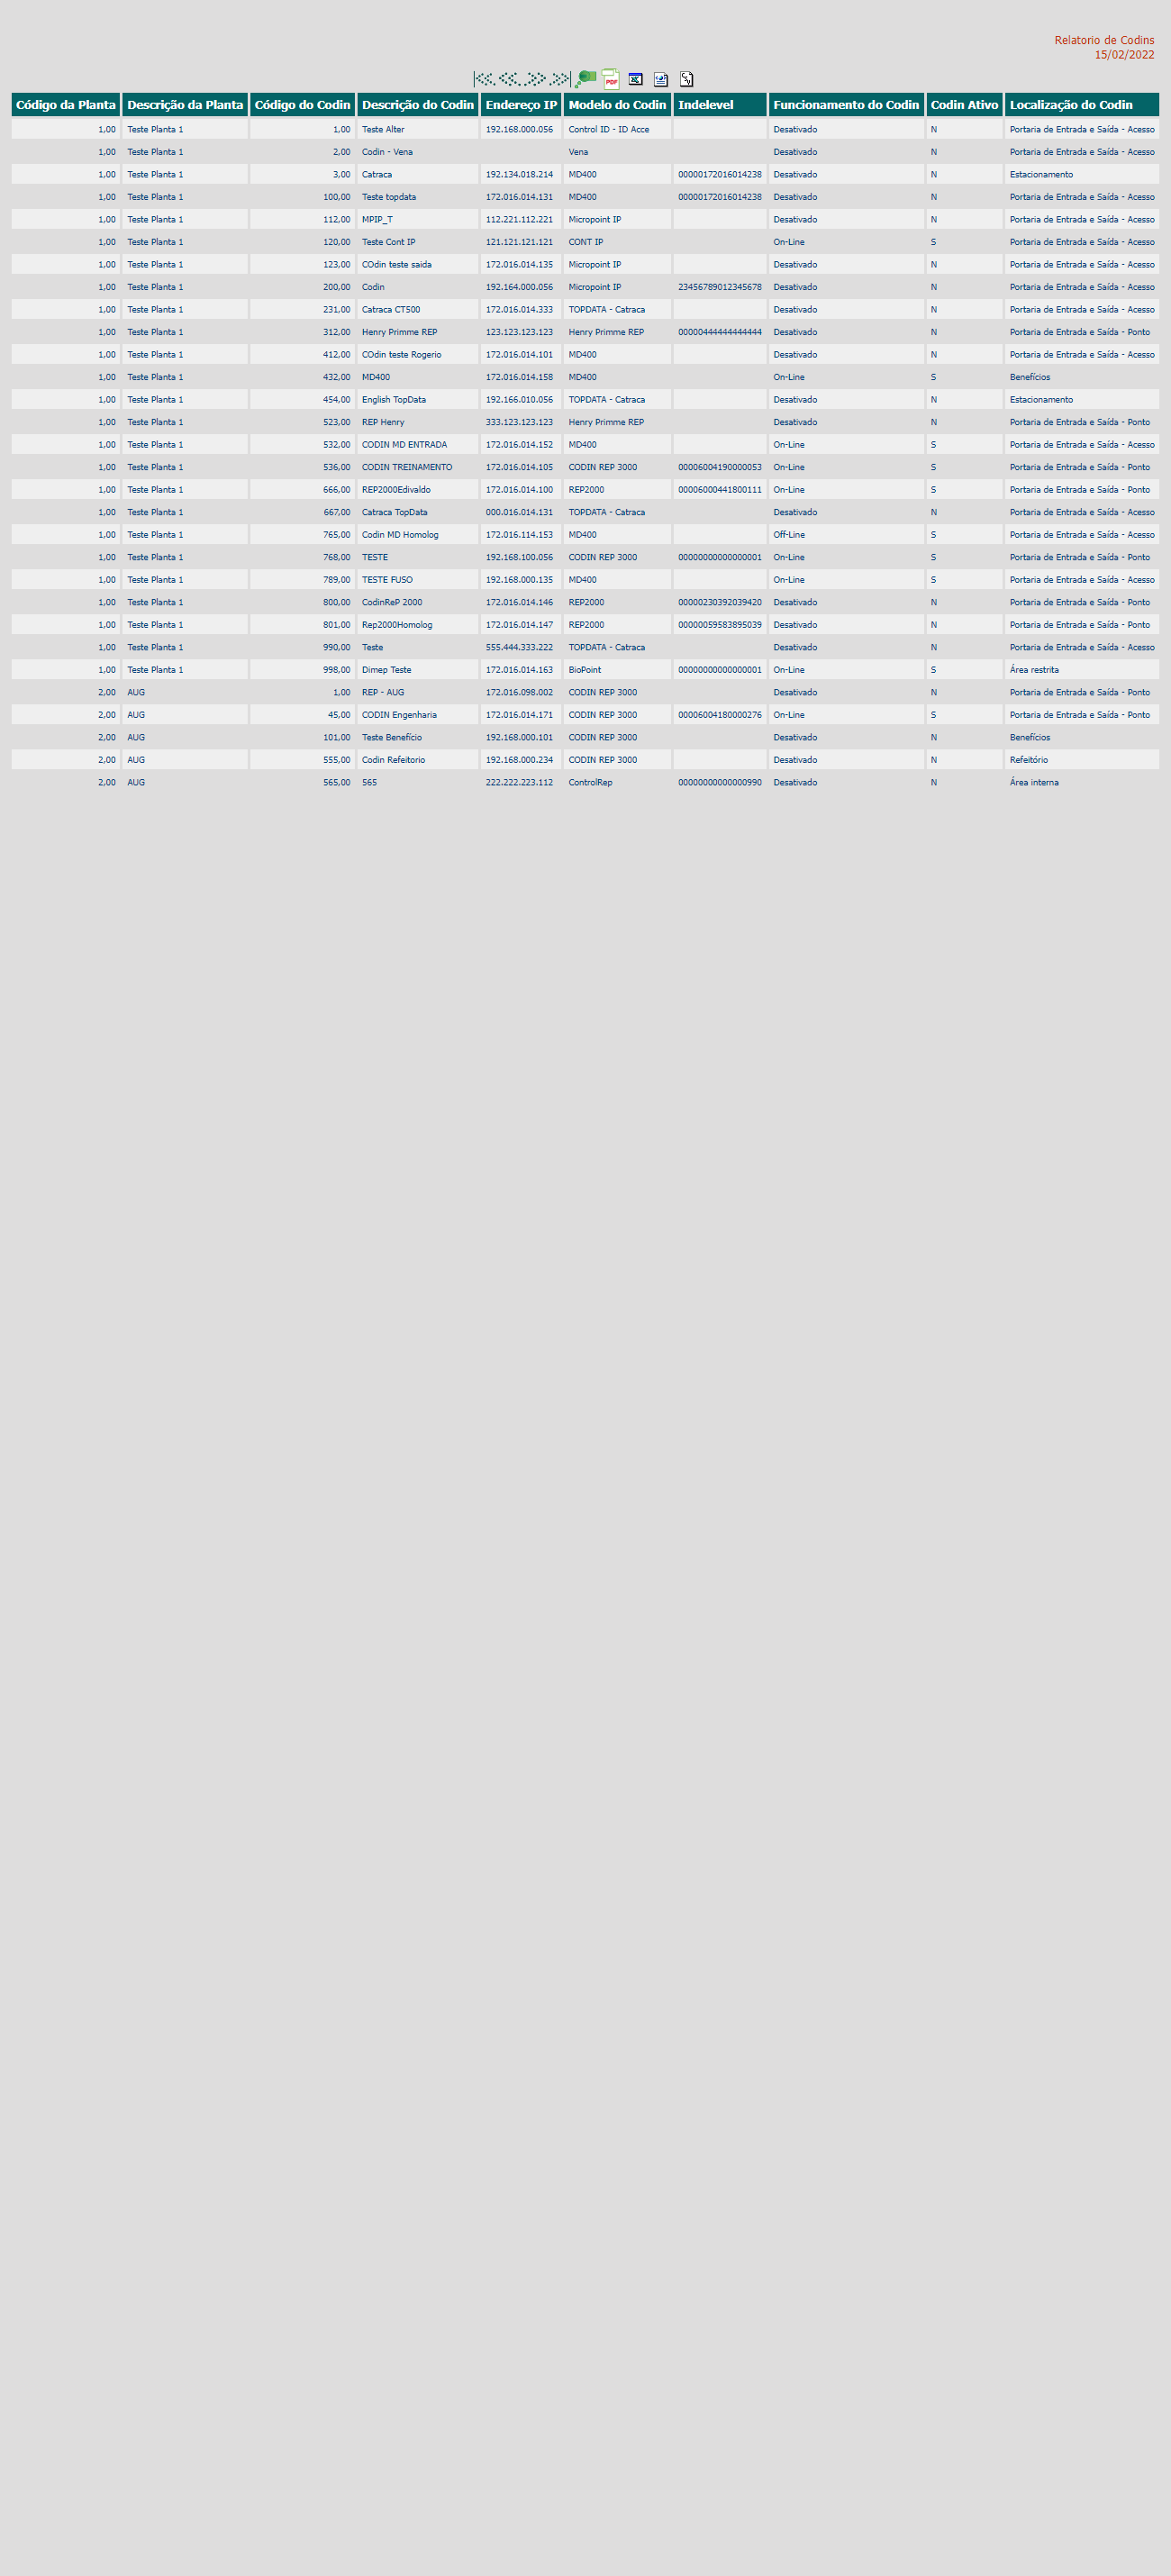 Relatorio de Codins
15/02/2022
PDF
Código da Planta Descrição da Planta Código do Codin Descrição do Codin Endereço IP Modelo do Codin Indelevel Funcionamento do Codin Codin Ativo Localização do Codin
1,00 Teste Planta 1 1,00 Teste Alter 192.168.000.056 Control ID - ID Acce Desativado N Portaria de Entrada e Saída - Acesso
1,00 Teste Planta 1 2,00 Codin - Vena Vena Desativado N Portaria de Entrada e Saída - Acesso
1,00 Teste Planta 1 3,00 Catraca 192.134.018.214 MD400 00000172016014238 Desativado N Estacionamento
1,00 Teste Planta 1 100,00 Teste topdata 172.016.014.131 MD400 00000172016014238 Desativado N Portaria de Entrada e Saída - Acesso
1,00 Teste Planta 1 112,00 MPIP_T 112.221.112.221 Micropoint IP Desativado N Portaria de Entrada e Saída - Acesso
1,00 Teste Planta 1 120,00 Teste Cont IP 121.121.121.121 CONT IP On-Line S Portaria de Entrada e Saída - Acesso
1,00 Teste Planta 1 123,00 COdin teste saida 172.016.014.135 Micropoint IP Desativado N Portaria de Entrada e Saída - Acesso
1,00 Teste Planta 1 200,00 Codin 192.164.000.056 Micropoint IP 23456789012345678 Desativado N Portaria de Entrada e Saída - Acesso
1,00 Teste Planta 1 231,00 Catraca CT500 172.016.014.333 TOPDATA - Catraca Desativado N Portaria de Entrada e Saída - Acesso
1,00 Teste Planta 1 312,00 Henry Primme REP 123.123.123.123 Henry Primme REP 00000444444444444 Desativado N Portaria de Entrada e Saída - Ponto
1,00 Teste Planta 1 412,00 COdin teste Rogerio 172.016.014.101 MD400 Desativado N Portaria de Entrada e Saída - Acesso
1,00 Teste Planta 1 432,00 MD400 172.016.014.158 MD400 On-Line S Benefícios
1,00 Teste Planta 1 454,00 English TopData 192.166.010.056 TOPDATA - Catraca Desativado N Estacionamento
1,00 Teste Planta 1 523,00 REP Henry 333.123.123.123 Henry Primme REP Desativado N Portaria de Entrada e Saída - Ponto
1,00 Teste Planta 1 532,00 CODIN MD ENTRADA 172.016.014.152 MD400 On-Line S Portaria de Entrada e Saída - Acesso
1,00 Teste Planta 1 536,00 CODIN TREINAMENTO 172.016.014.105 CODIN REP 3000 00006004190000053 On-Line S Portaria de Entrada e Saída - Ponto
1,00 Teste Planta 1 666,00 REP2000Edivaldo 172.016.014.100 REP2000 00006000441800111 On-Line S Portaria de Entrada e Saída - Ponto
1,00 Teste Planta 1 667,00 Catraca TopData 000.016.014.131 TOPDATA - Catraca Desativado N Portaria de Entrada e Saída - Acesso
1,00 Teste Planta 1 765,00 Codin MD Homolog 172.016.114.153 MD400 Off-Line S Portaria de Entrada e Saída - Acesso
1,00 Teste Planta 1 768,00 TESTE 192.168.100.056 CODIN REP 3000 00000000000000001 On-Line S Portaria de Entrada e Saída - Ponto
1,00 Teste Planta 1 789,00 TESTE FUSO 192.168.000.135 MD400 On-Line S Portaria de Entrada e Saída - Acesso
1,00 Teste Planta 1 800,00 CodinReP 2000 172.016.014.146 REP2000 00000230392039420 Desativado N Portaria de Entrada e Saída - Ponto
1,00 Teste Planta 1 801,00 Rep2000Homolog 172.016.014.147 REP2000 00000059583895039 Desativado N Portaria de Entrada e Saída - Ponto
1,00 Teste Planta 1 990,00 Teste 555.444.333.222 TOPDATA - Catraca Desativado N Portaria de Entrada e Saída - Acesso
1,00 Teste Planta 1 998,00 Dimep Teste 172.016.014.163 BioPoint 00000000000000001 On-Line S Área restrita
2,00 AUG 1,00 REP - AUG 172.016.098.002 CODIN REP 3000 Desativado N Portaria de Entrada e Saída - Ponto
2,00 AUG 45,00 CODIN Engenharia 172.016.014.171 CODIN REP 3000 00006004180000276 On-Line S Portaria de Entrada e Saída - Ponto
2,00 AUG 101,00 Teste Benefício 192.168.000.101 CODIN REP 3000 Desativado N Benefícios
2,00 AUG 555,00 Codin Refeitorio 192.168.000.234 CODIN REP 3000 Desativado N Refeitório
2,00 AUG 565,00 565 222.222.223.112 ControlRep 00000000000000990 Desativado N Área interna